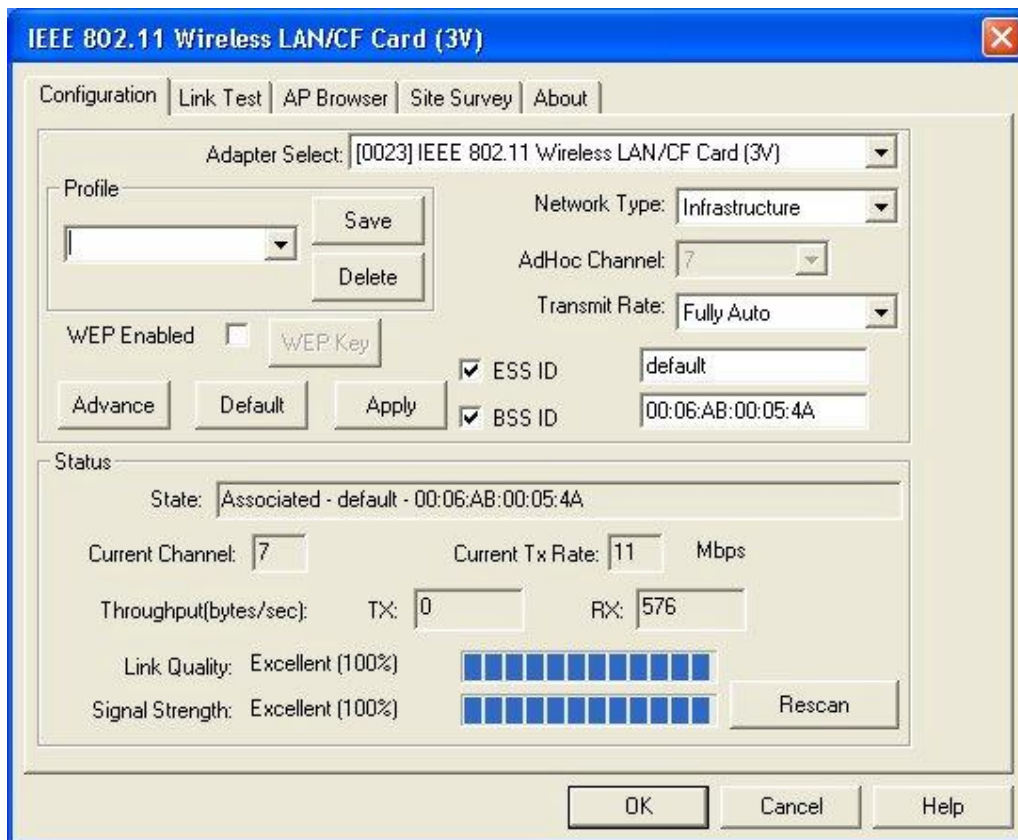 IEEE 802.11 Wireless LAN/CF Card (3V)
Configuration Link Test AP Browser Site Survey About
Adapter Select: [0023] IEEE 802.11 Wireless LAN/CF Card (3V)
Profile
Save
Delete
Network Type: Infrastructure
AdHoc Channel: 7
Transmit Rate: Fully Auto
WEP Enabled WEP Key
ESS ID default
Advance Default Apply
BSS ID 00:06:AB:00:05:4A
Status
State: Associated - default - 00:06:AB:00:05:4A
Current Channel: 7 Current Tx Rate: 11 Mbps
Throughput(bytes/sec): TX: 0 RX: 576
Link Quality: Excellent (100%)
Signal Strength: Excellent (100%)
Rescan
OK Cancel Help